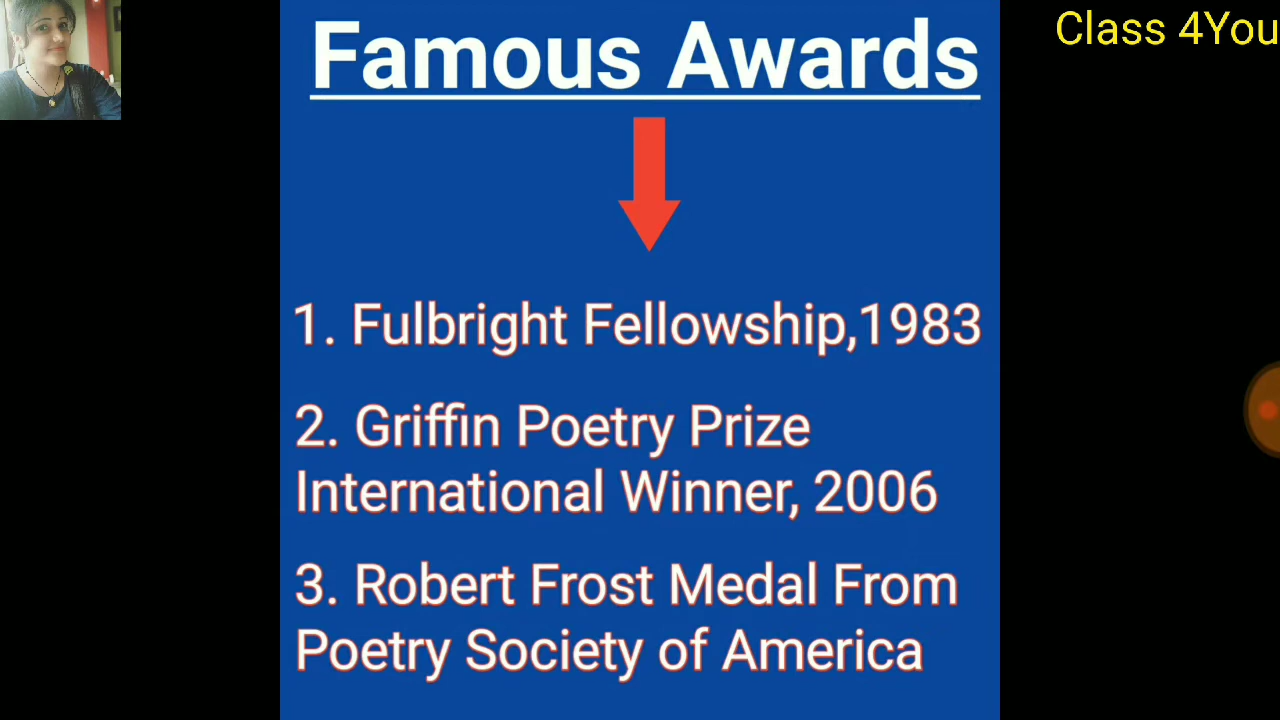 Famous Awards
Class 4You
1. Fulbright Fellowship,1983
2. Griffin Poetry Prize
International Winner, 2006
3. Robert Frost Medal From
Poetry Society of America